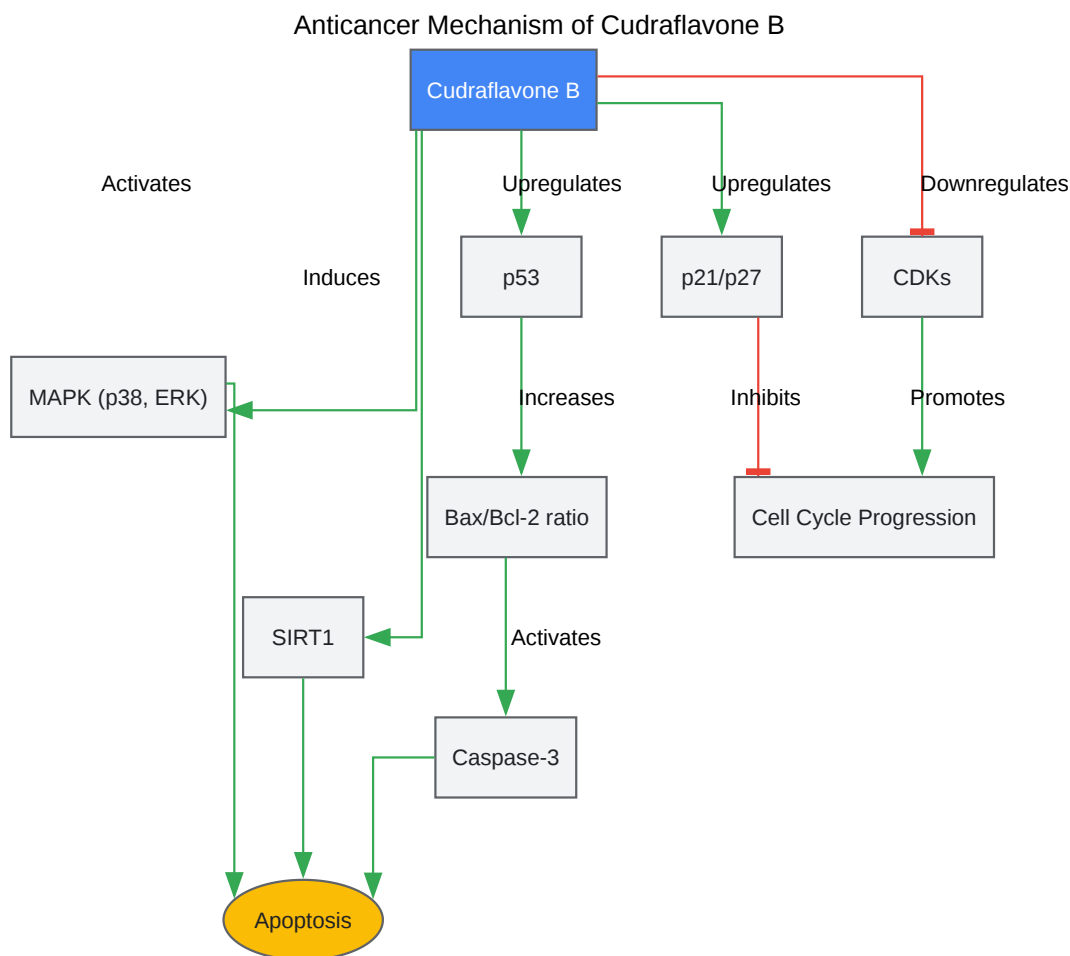 Anticancer Mechanism of Cudraflavone B
Cudraflavone B
Activates
Upregulates
Upregulates
Downregulates
Induces
p53
p21/p27
CDKs
MAPK (p38, ERK)
Increases
Inhibits
Promotes
Bax/Bcl-2 ratio
Cell Cycle Progression
SIRT1
Activates
Caspase-3
Apoptosis